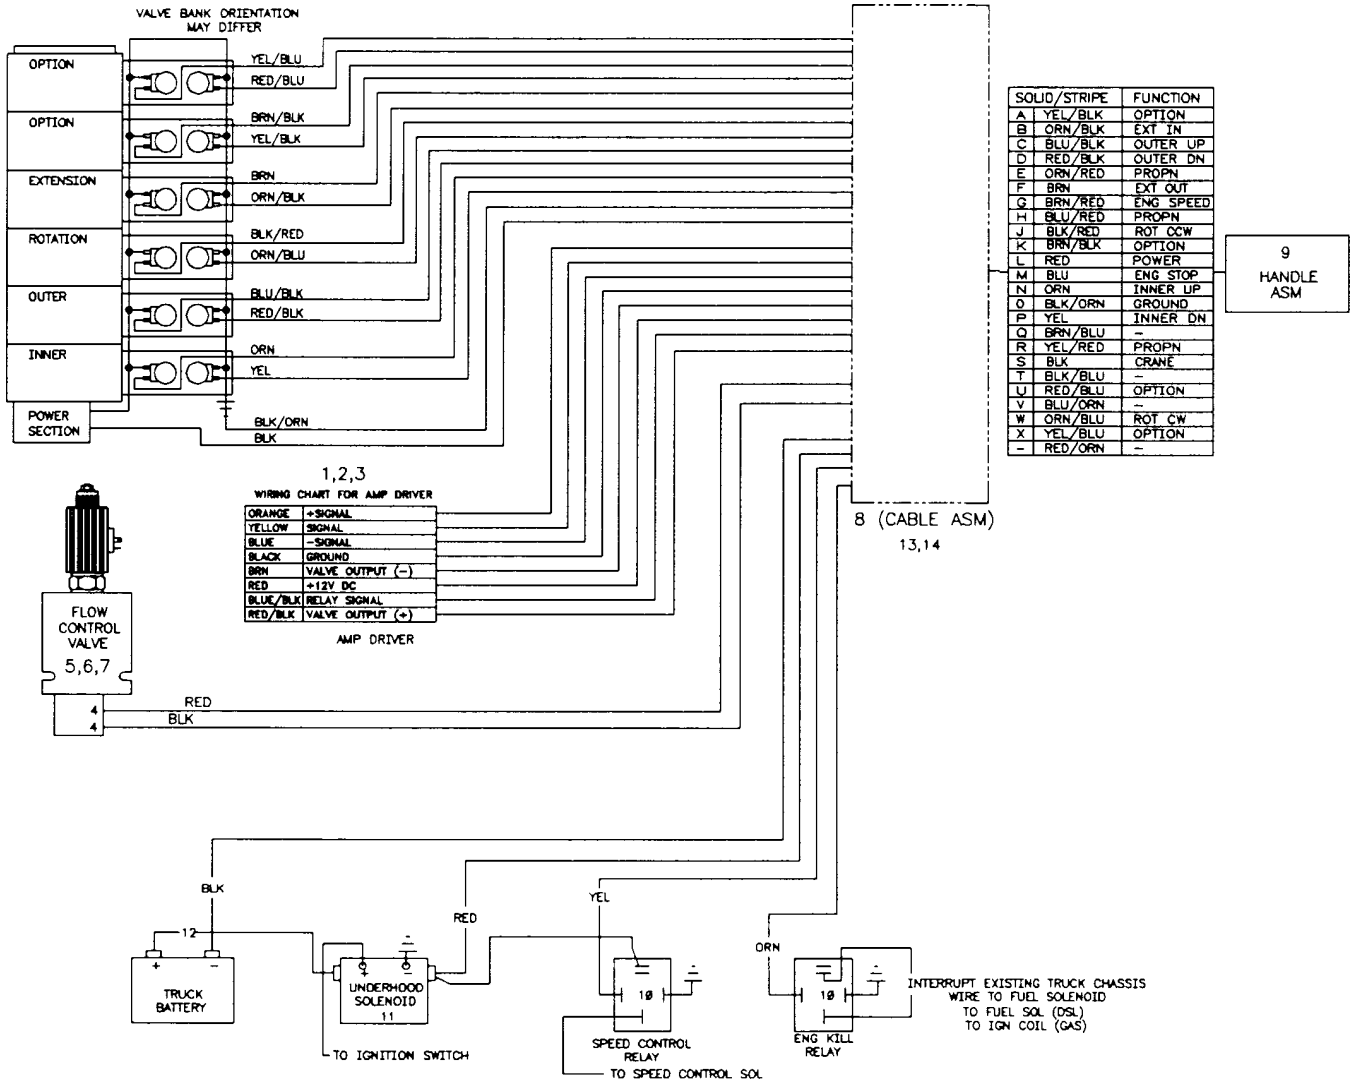 VALVE BANK ORIENTATION
MAY DIFFER
OPTION
YEL/BLU
RED/BLU
OPTION
BRN/BLK
YEL/BLK
EXTENSION
BRN
ORN/BLK
ROTATION
BLK/RED
ORN/BLU
OUTER
BLU/BLK
RED/BLK
INNER
ORN
YEL
POWER
SECTION
BLK/ORN
BLK
SOLID/STRIPE FUNCTION
A YEL/BLK OPTION
B ORN/BLK EXT IN
C BLU/BLK OUTER UP
D RED/BLK OUTER DN
E ORN/RED PROPN
F BRN EXT OUT
G BRN/RED ENG SPEED
H BLU/RED PROPN
J BLK/RED ROT CCW
K BRN/BLK OPTION
L RED POWER
M BLU ENG STOP
N ORN INNER UP
O BLK/ORN GROUND
P YEL INNER DN
Q BRN/BLU -
R YEL/RED PROPN
S BLK CRANE
T BLK/BLU -
U RED/BLU OPTION
V BLU/ORN -
W ORN/BLU ROT CW
X YEL/BLU OPTION
- RED/ORN -
9
HANDLE
ASM
8 (CABLE ASM)
13,14
1,2,3
WIRING CHART FOR AMP DRIVER
ORANGE +SIGNAL
YELLOW SIGNAL
BLUE -SIGNAL
BLACK GROUND
BRN VALVE OUTPUT (-)
RED +12V DC
BLUE/BLK RELAY SIGNAL
RED/BLK VALVE OUTPUT (+)
AMP DRIVER
FLOW
CONTROL
VALVE
5,6,7
4
4
RED
BLK
BLK
12
+ -
TRUCK
BATTERY
RED
+ -
UNDERHOOD
SOLENOID
11
TO IGNITION SWITCH
YEL
10
SPEED CONTROL
RELAY
TO SPEED CONTROL SOL
ORN
10
ENG KILL
RELAY
INTERRUPT EXISTING TRUCK CHASSIS
WIRE TO FUEL SOLENOID
TO FUEL SOL (DSL)
TO IGN COIL (GAS)